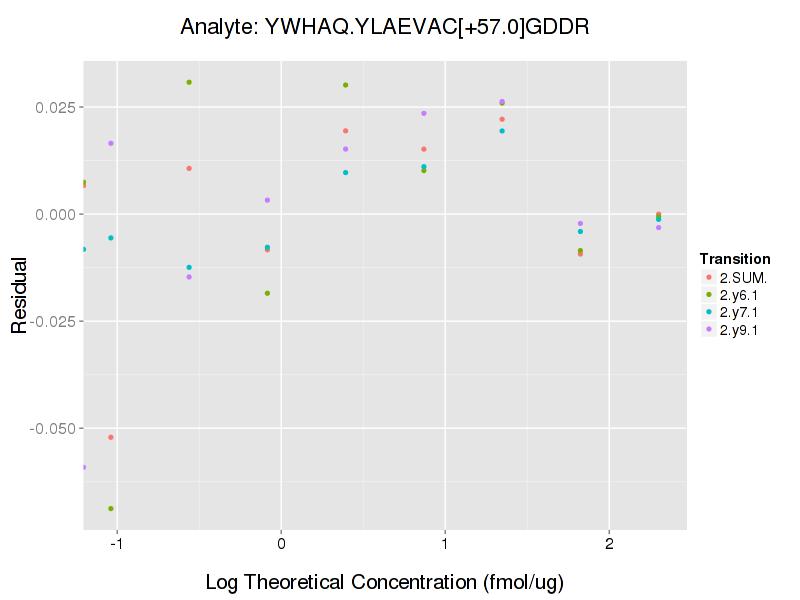 Analyte: YWHAQ.YLAEVAC[+57.0]GDDR
0.025
0.000
-0.025
-0.050
Residual
-1
0
1
2
Log Theoretical Concentration (fmol/ug)
Transition
2.SUM.
2.y6.1
2.y7.1
2.y9.1